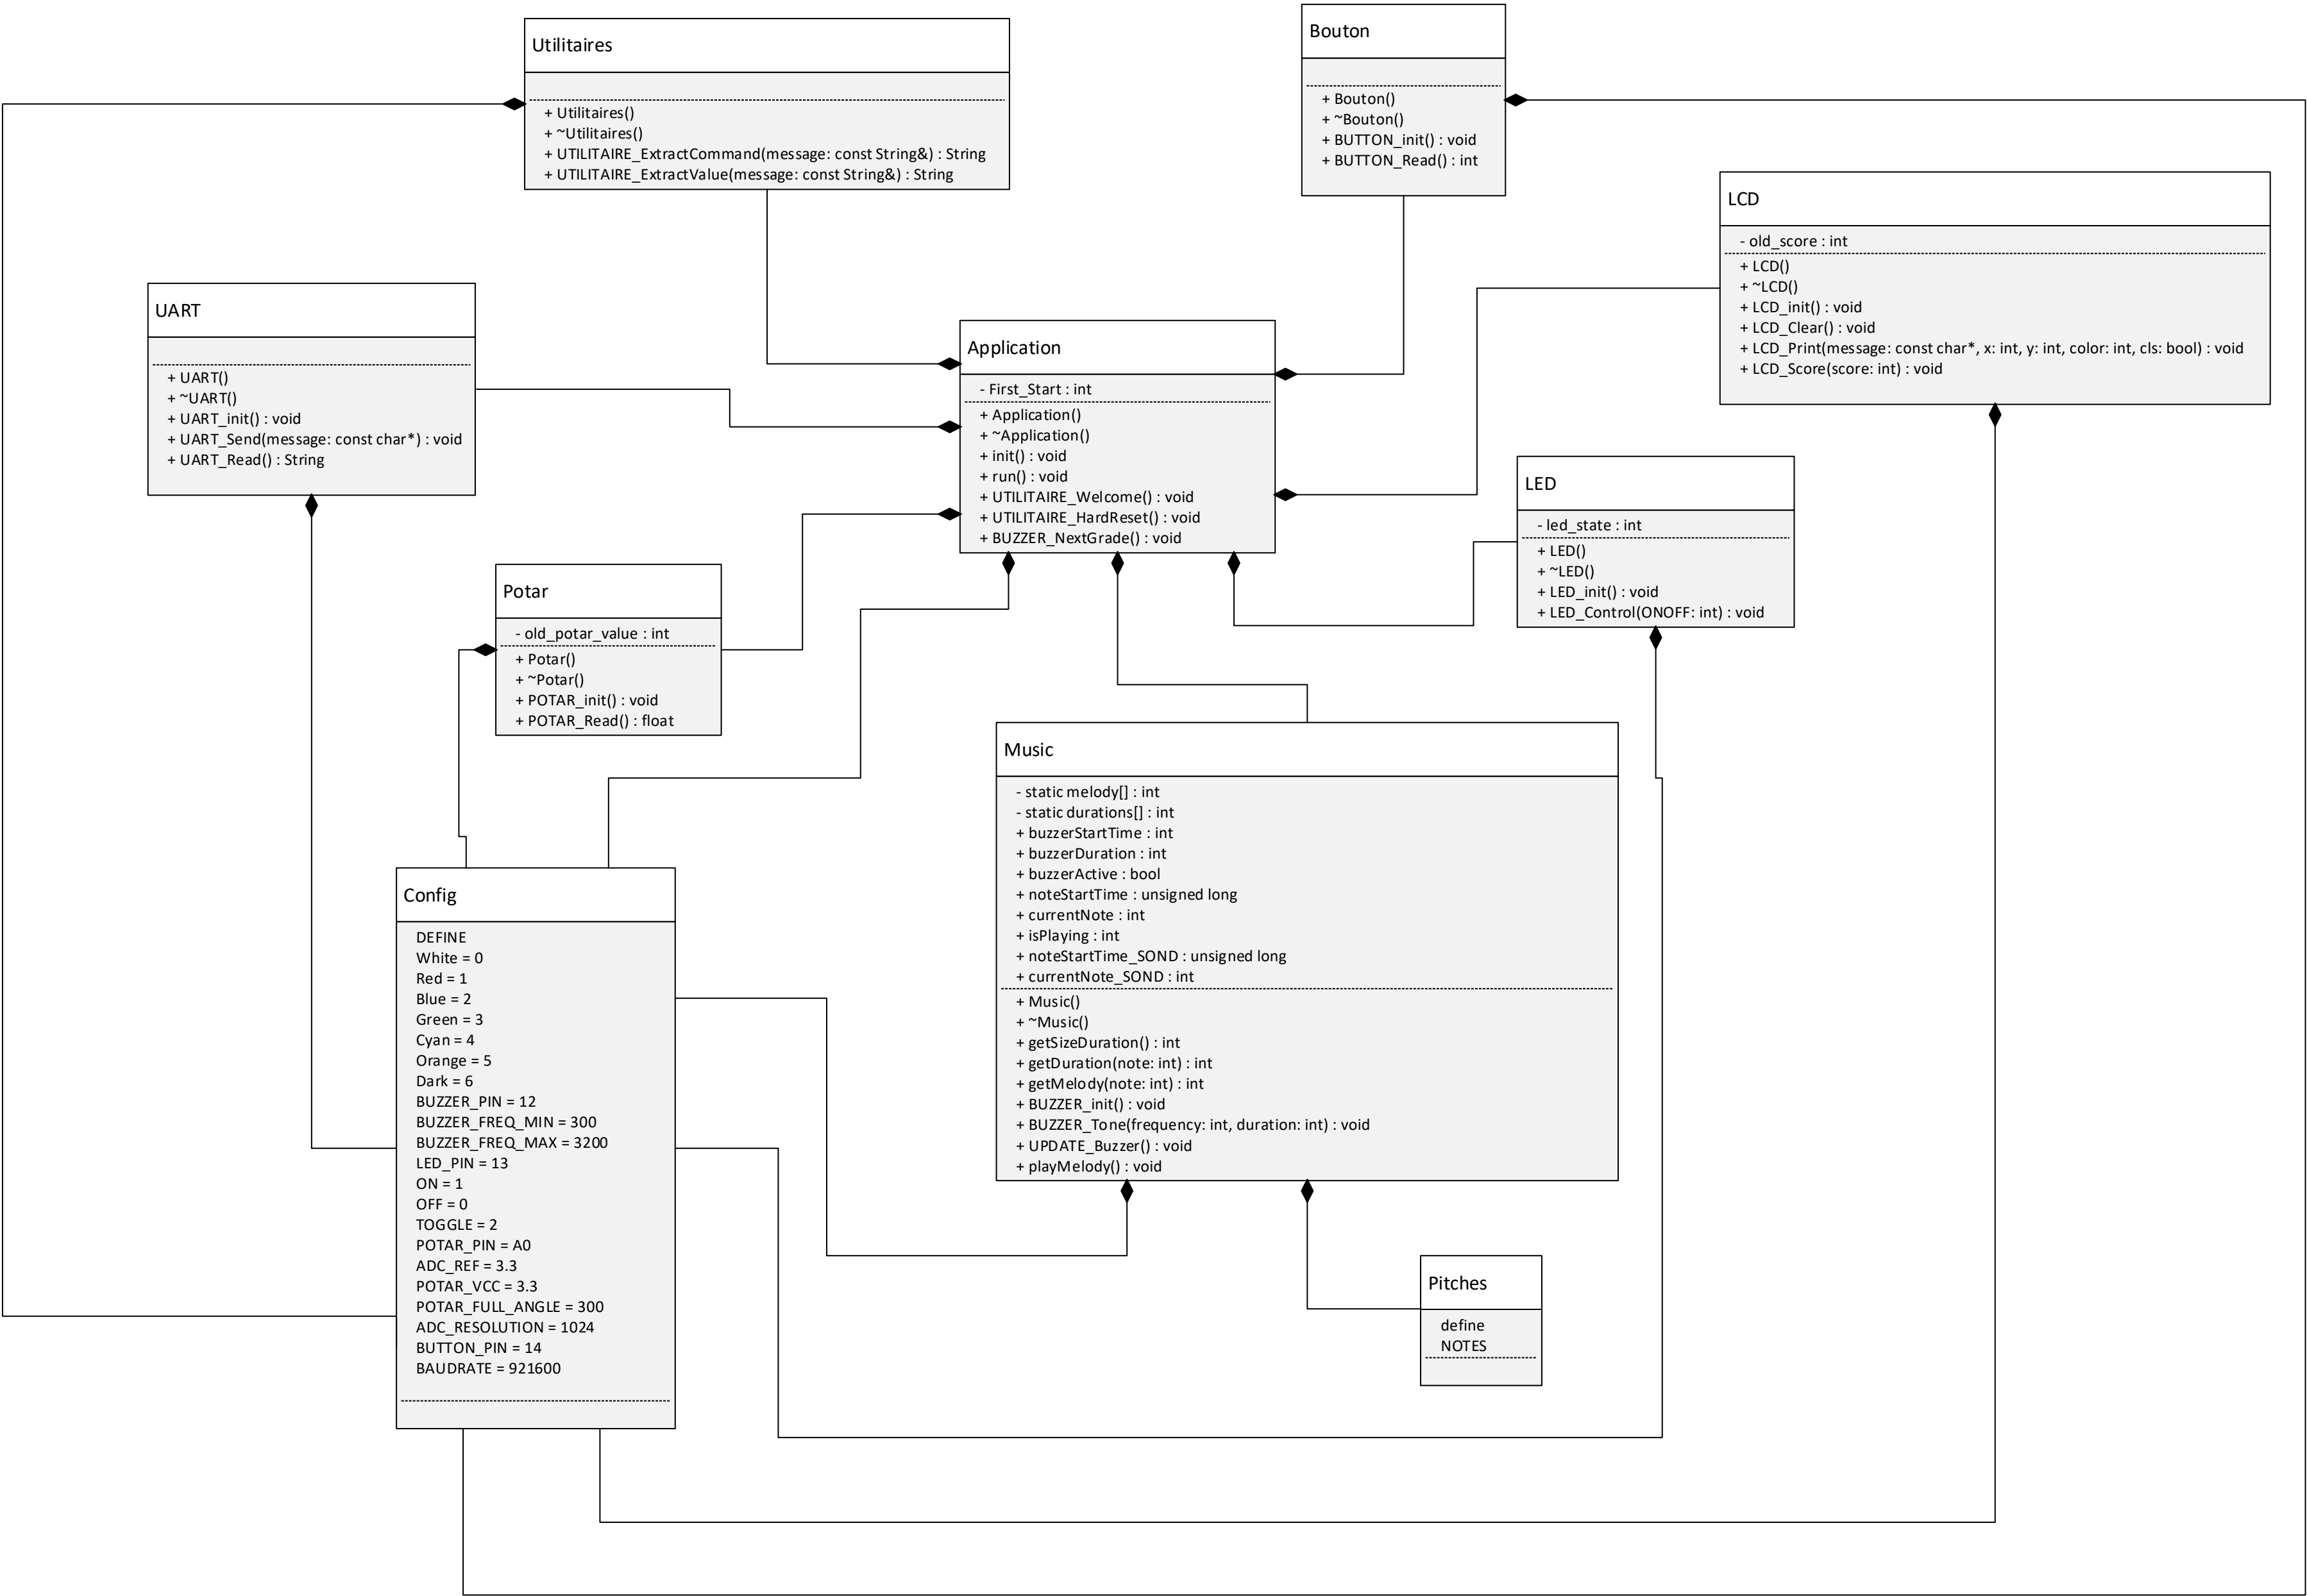 Utilitaires
+ Utilitaires()
+ ~Utilitaires()
+ UTILITAIRE_ExtractCommand(message: const String&) : String
+ UTILITAIRE_ExtractValue(message: const String&) : String
Bouton
+ Bouton()
+ ~Bouton()
+ BUTTON_init() : void
+ BUTTON_Read() : int
LCD
- old_score : int
+ LCD()
+ ~LCD()
+ LCD_init() : void
+ LCD_Clear() : void
+ LCD_Print(message: const char*, x: int, y: int, color: int, cls: bool) : void
+ LCD_Score(score: int) : void
UART
+ UART()
+ ~UART()
+ UART_init() : void
+ UART_Send(message: const char*) : void
+ UART_Read() : String
Application
- First_Start : int
+ Application()
+ ~Application()
+ init() : void
+ run() : void
+ UTILITAIRE_Welcome() : void
+ UTILITAIRE_HardReset() : void
+ BUZZER_NextGrade() : void
LED
- led_state : int
+ LED()
+ ~LED()
+ LED_init() : void
+ LED_Control(ONOFF: int) : void
Potar
- old_potar_value : int
+ Potar()
+ ~Potar()
+ POTAR_init() : void
+ POTAR_Read() : float
Music
- static melody[] : int
- static durations[] : int
+ buzzerStartTime : int
+ buzzerDuration : int
+ buzzerActive : bool
+ noteStartTime : unsigned long
+ currentNote : int
+ isPlaying : int
+ noteStartTime_SOND : unsigned long
+ currentNote_SOND : int
+ Music()
+ ~Music()
+ getSizeDuration() : int
+ getDuration(note: int) : int
+ getMelody(note: int) : int
+ BUZZER_init() : void
+ BUZZER_Tone(frequency: int, duration: int) : void
+ UPDATE_Buzzer() : void
+ playMelody() : void
Config
DEFINE
White = 0
Red = 1
Blue = 2
Green = 3
Cyan = 4
Orange = 5
Dark = 6
BUZZER_PIN = 12
BUZZER_FREQ_MIN = 300
BUZZER_FREQ_MAX = 3200
LED_PIN = 13
ON = 1
OFF = 0
TOGGLE = 2
POTAR_PIN = A0
ADC_REF = 3.3
POTAR_VCC = 3.3
POTAR_FULL_ANGLE = 300
ADC_RESOLUTION = 1024
BUTTON_PIN = 14
BAUDRATE = 921600
Pitches
define
NOTES